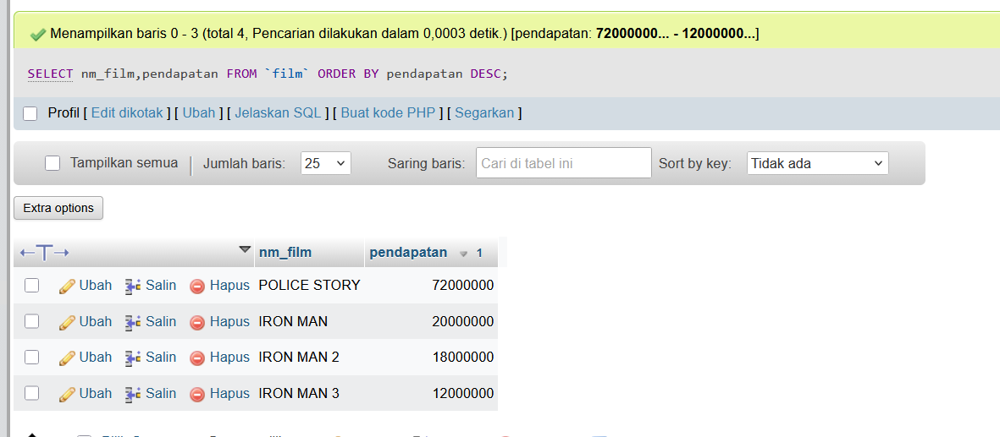 Menampilkan baris 0 - 3 (total 4, Pencarian dilakukan dalam 0,0003 detik.) [pendapatan: 72000000... - 12000000...]
SELECT nm_film,pendapatan FROM `film` ORDER BY pendapatan DESC;
Profil [ Edit dikotak ] [ Ubah ] [ Jelaskan SQL ] [ Buat kode PHP ] [ Segarkan ]
Tampilkan semua | Jumlah baris: 25 Saring baris: Cari di tabel ini Sort by key: Tidak ada
Extra options
←T→ nm_film pendapatan 1
Ubah Salin Hapus POLICE STORY 72000000
Ubah Salin Hapus IRON MAN 20000000
Ubah Salin Hapus IRON MAN 2 18000000
Ubah Salin Hapus IRON MAN 3 12000000